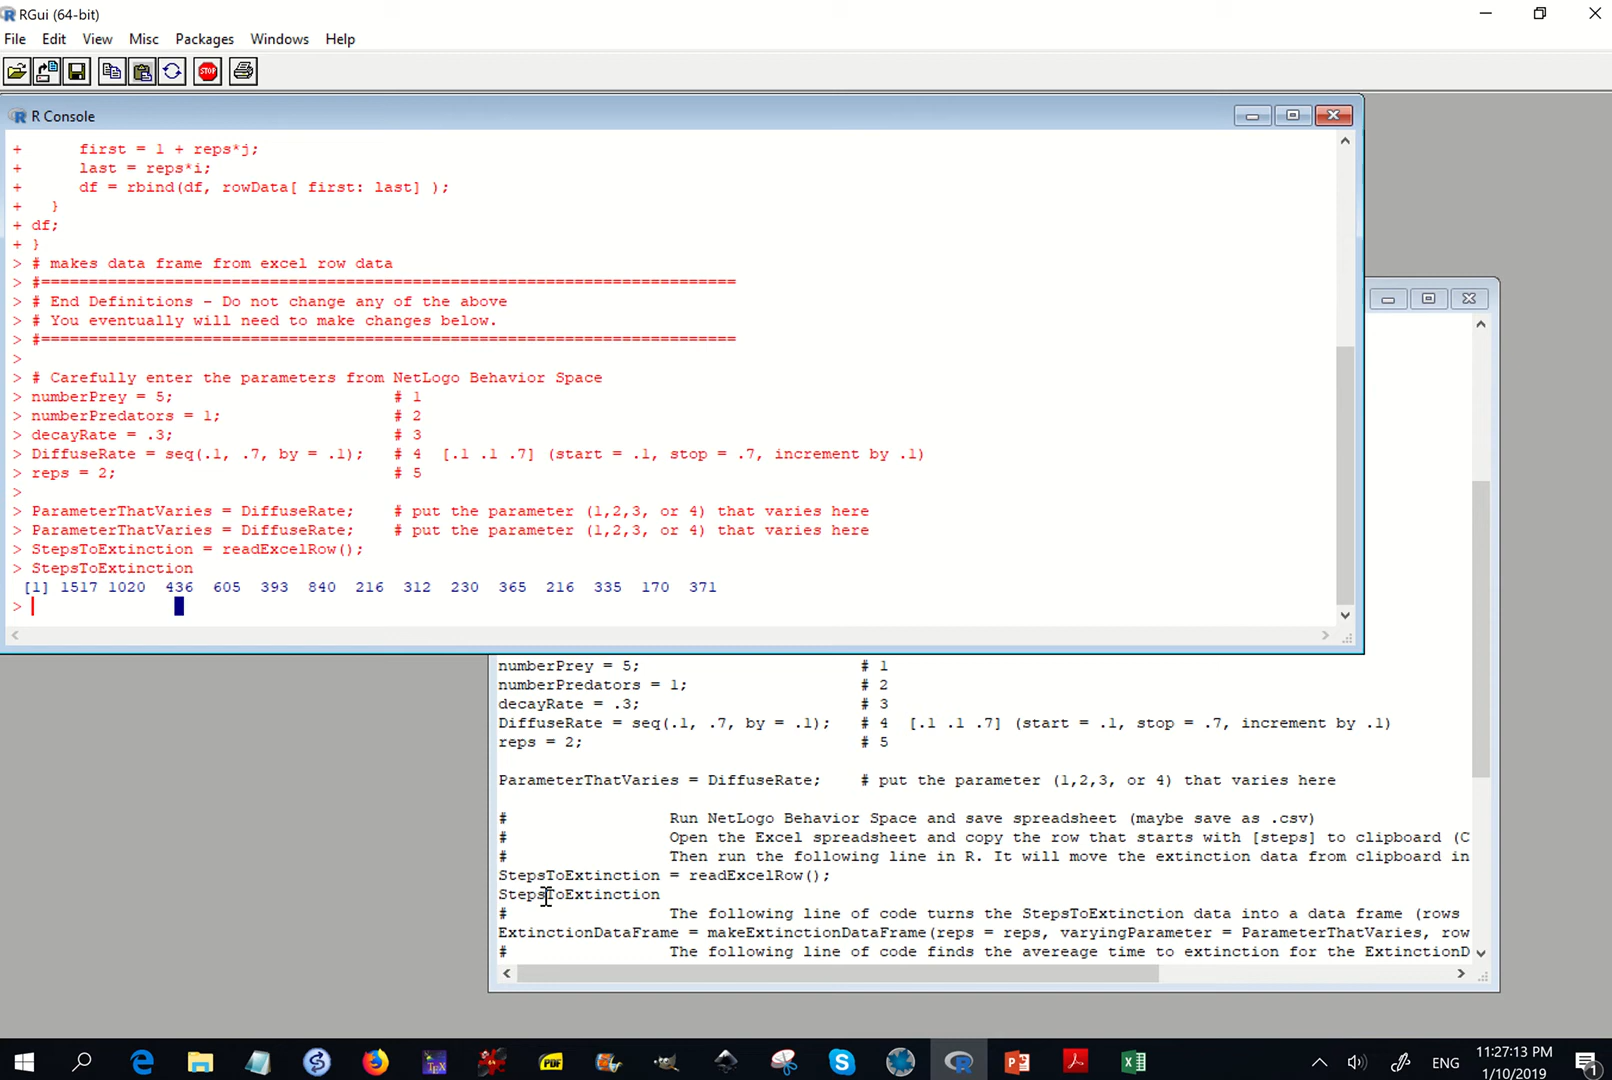 RGui (64-bit)
File Edit View Misc Packages Windows Help
STOP
R Console
+ first = 1 + reps*j;
+ last = reps*i;
+ df = rbind(df, rowData[ first: last] );
+ }
+ df;
+ }
> # makes data frame from excel row data
> #=========================================================================
> # End Definitions - Do not change any of the above
> # You eventually will need to make changes below.
> #=========================================================================
>
> # Carefully enter the parameters from NetLogo Behavior Space
> numberPrey = 5; # 1
> numberPredators = 1; # 2
> decayRate = .3; # 3
> DiffuseRate = seq(.1, .7, by = .1); # 4 [.1 .1 .7] (start = .1, stop = .7, increment by .1)
> reps = 2; # 5
>
> ParameterThatVaries = DiffuseRate; # put the parameter (1,2,3, or 4) that varies here
> ParameterThatVaries = DiffuseRate; # put the parameter (1,2,3, or 4) that varies here
> StepsToExtinction = readExcelRow();
> StepsToExtinction
[1] 1517 1020 436 605 393 840 216 312 230 365 216 335 170 371
>
numberPrey = 5; # 1
numberPredators = 1; # 2
decayRate = .3; # 3
DiffuseRate = seq(.1, .7, by = .1); # 4 [.1 .1 .7] (start = .1, stop = .7, increment by .1)
reps = 2; # 5
ParameterThatVaries = DiffuseRate; # put the parameter (1,2,3, or 4) that varies here
# Run NetLogo Behavior Space and save spreadsheet (maybe save as .csv)
# Open the Excel spreadsheet and copy the row that starts with [steps] to clipboard (C
# Then run the following line in R. It will move the extinction data from clipboard in
StepsToExtinction = readExcelRow();
StepsToExtinction
# The following line of code turns the StepsToExtinction data into a data frame (rows
ExtinctionDataFrame = makeExtinctionDataFrame(reps = reps, varyingParameter = ParameterThatVaries, row
# The following line of code finds the avereage time to extinction for the ExtinctionD
ENG
11:27:13 PM
1/10/2019